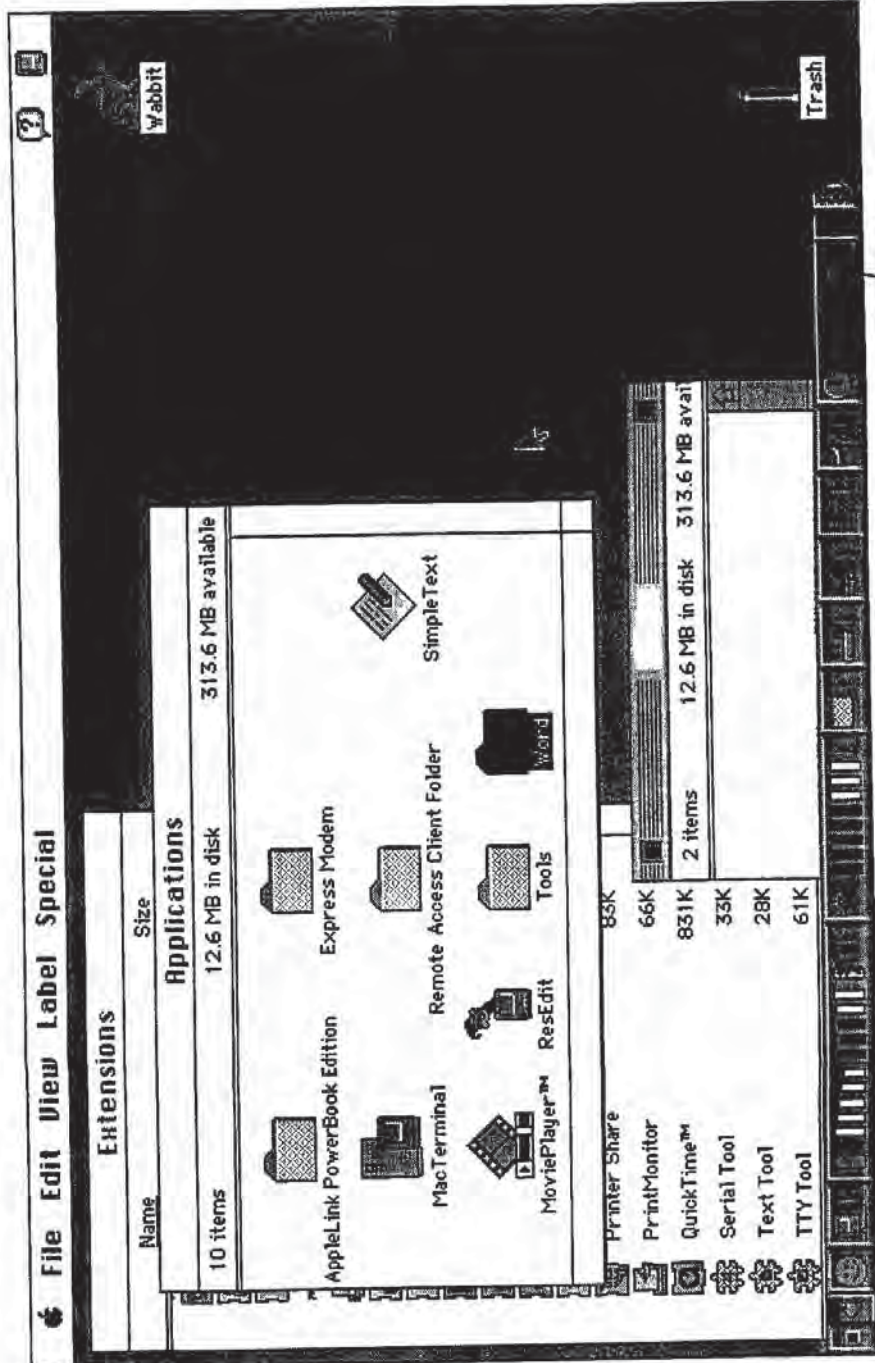 File Edit View Label Special
Wabbit
Extensions
Name Size
Applications
10 items 12.6 MB in disk 313.6 MB available
AppleLink PowerBook Edition
Express Modem
MacTerminal
Remote Access Client Folder
SimpleText
MoviePlayer™
ResEdit
Tools
Word
Printer Share 83K
PrintMonitor 66K
QuickTime™ 831K
Serial Tool 33K
Text Tool 28K
TTY Tool 61K
2 items 12.6 MB in disk 313.6 MB avail
Trash